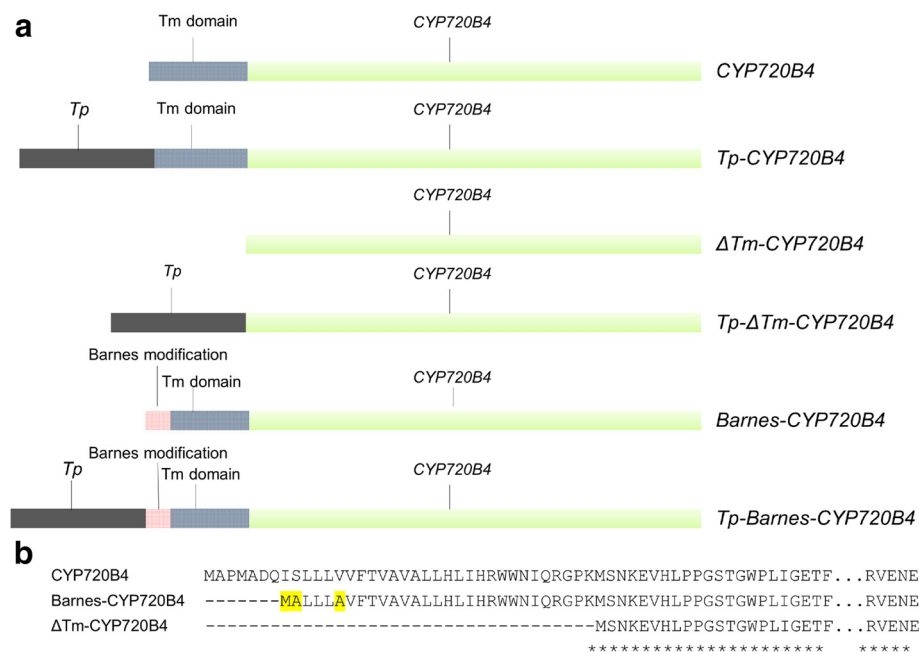 a
Tm domain
CYP720B4
CYP720B4
Tp
Tm domain
CYP720B4
Tp-CYP720B4
CYP720B4
ΔTm-CYP720B4
Tp
CYP720B4
Tp-ΔTm-CYP720B4
Barnes modification
Tm domain
CYP720B4
Barnes-CYP720B4
Barnes modification
Tp
Tm domain
CYP720B4
Tp-Barnes-CYP720B4
b
CYP720B4 MAPMADQISLLLVVFTVAVALLHLIHRWWNIQRGPKMSNKEVHLPPGSTGWPLIGETF...RVENE
Barnes-CYP720B4 -------MALLLAVFTVAVALLHLIHRWWNIQRGPKMSNKEVHLPPGSTGWPLIGETF...RVENE
ΔTm-CYP720B4 ------------------------------------MSNKEVHLPPGSTGWPLIGETF...RVENE
********************** *****